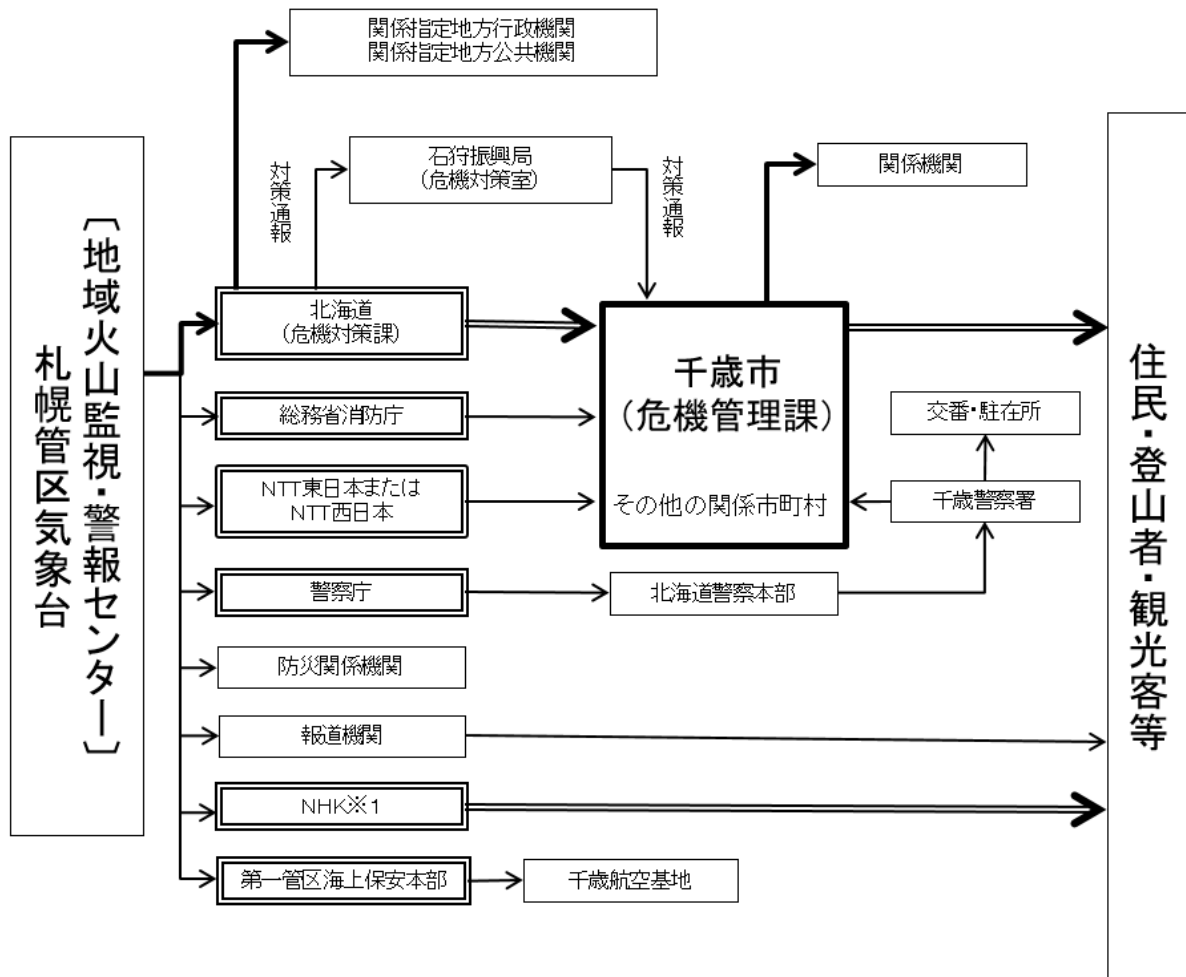 関係指定地方行政機関
関係指定地方公共機関
石狩振興局
(危機対策室)
対策通報
対策通報
関係機関
札幌管区気象台
〔地域火山監視・警報センター〕
北海道
(危機対策課)
千歳市
(危機管理課)
その他の関係市町村
住民・登山者・観光客等
総務省消防庁
交番・駐在所
NTT東日本または
NTT西日本
千歳警察署
警察庁
北海道警察本部
防災関係機関
報道機関
NHK※1
第一管区海上保安本部
千歳航空基地